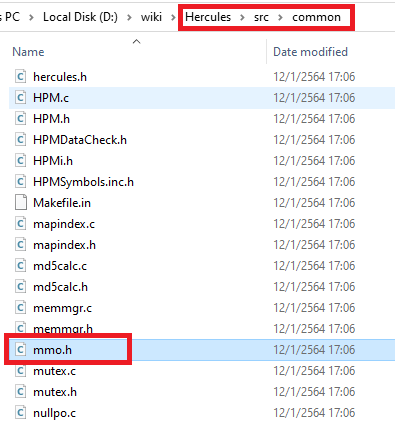 s PC > Local Disk (D:) > wiki > Hercules > src > common
Name Date modified
hercules.h 12/1/2564 17:06
HPM.c 12/1/2564 17:06
HPM.h 12/1/2564 17:06
HPMDataCheck.h 12/1/2564 17:06
HPMi.h 12/1/2564 17:06
HPMSymbols.inc.h 12/1/2564 17:06
Makefile.in 12/1/2564 17:06
mapindex.c 12/1/2564 17:06
mapindex.h 12/1/2564 17:06
md5calc.c 12/1/2564 17:06
md5calc.h 12/1/2564 17:06
memmgr.c 12/1/2564 17:06
memmgr.h 12/1/2564 17:06
mmo.h 12/1/2564 17:06
mutex.c 12/1/2564 17:06
mutex.h 12/1/2564 17:06
nullpo.c 12/1/2564 17:06